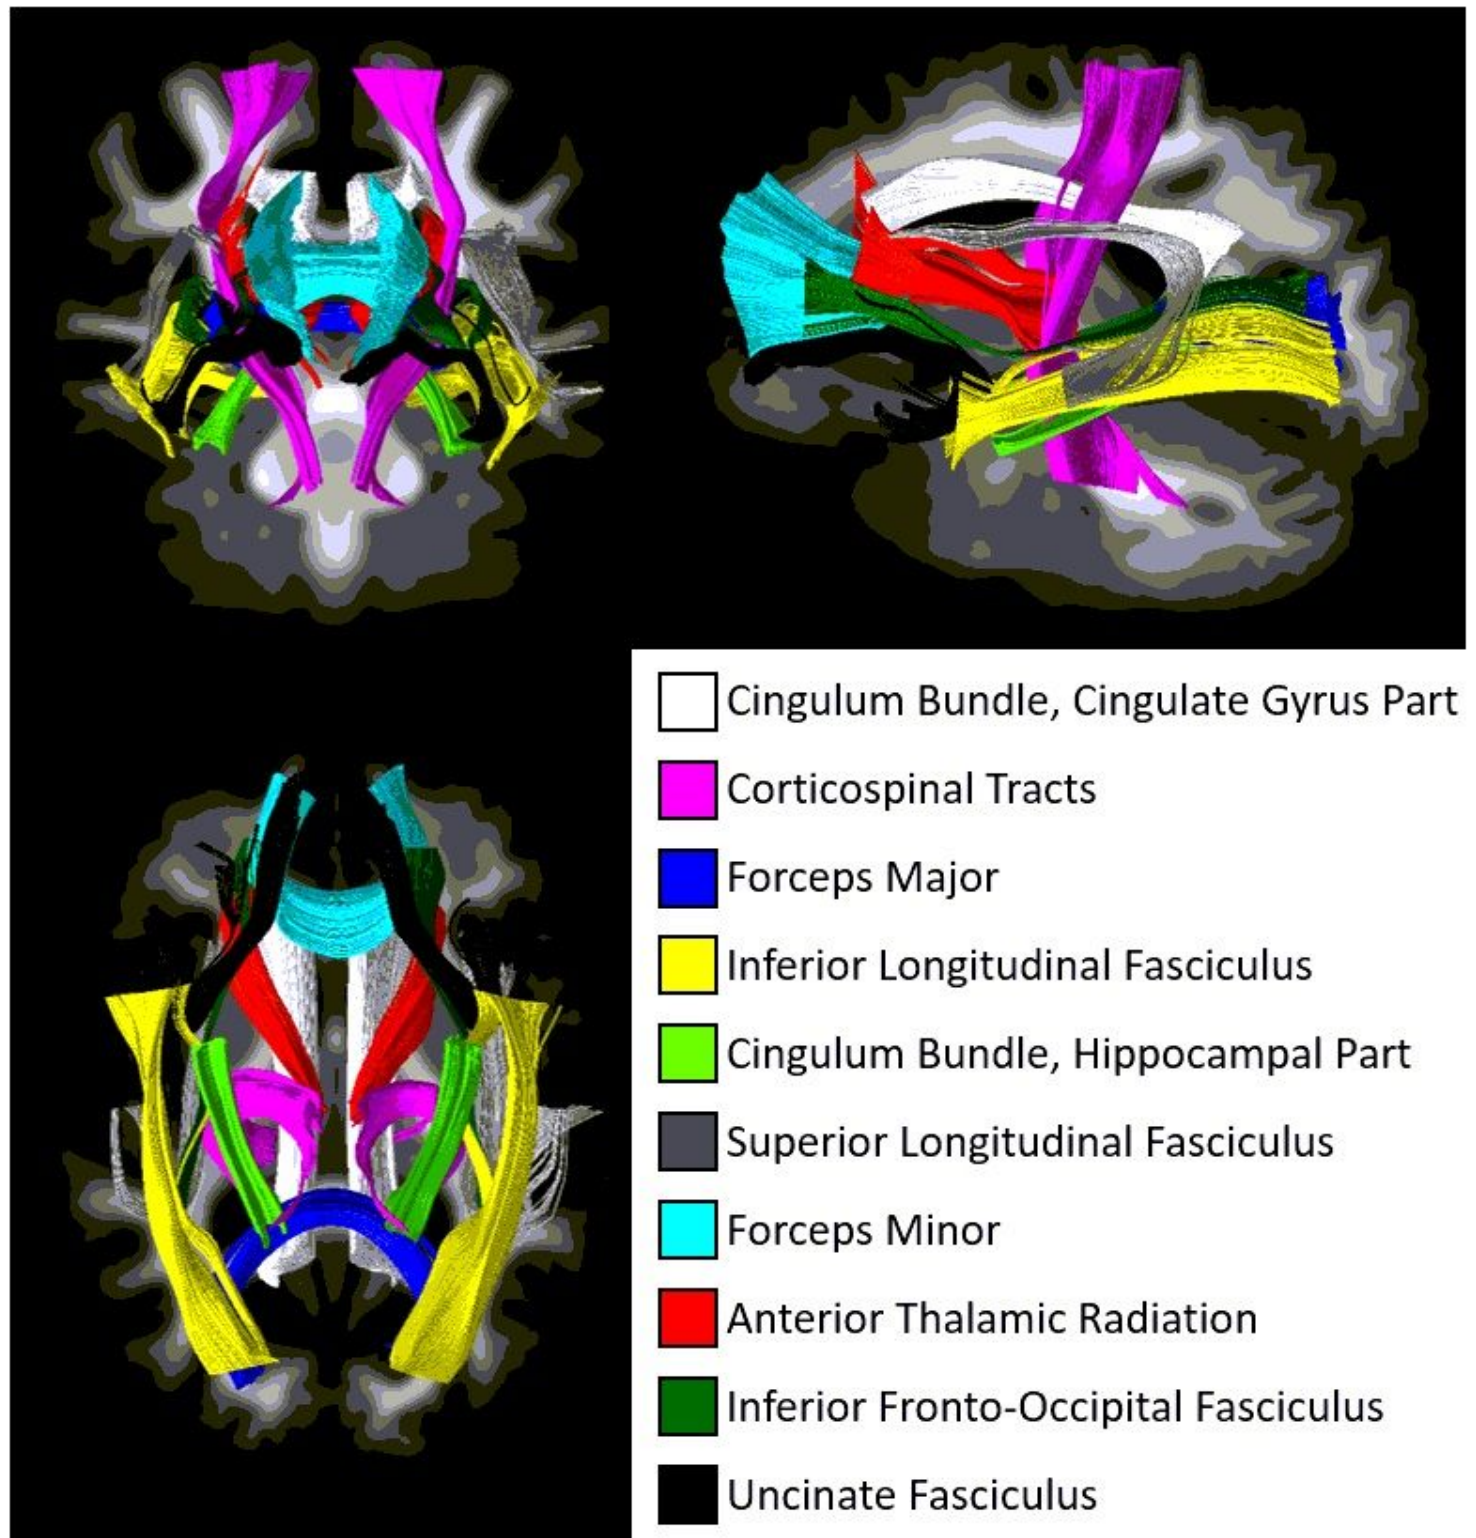 Cingulum Bundle, Cingulate Gyrus Part
Corticospinal Tracts
Forceps Major
Inferior Longitudinal Fasciculus
Cingulum Bundle, Hippocampal Part
Superior Longitudinal Fasciculus
Forceps Minor
Anterior Thalamic Radiation
Inferior Fronto-Occipital Fasciculus
Uncinate Fasciculus